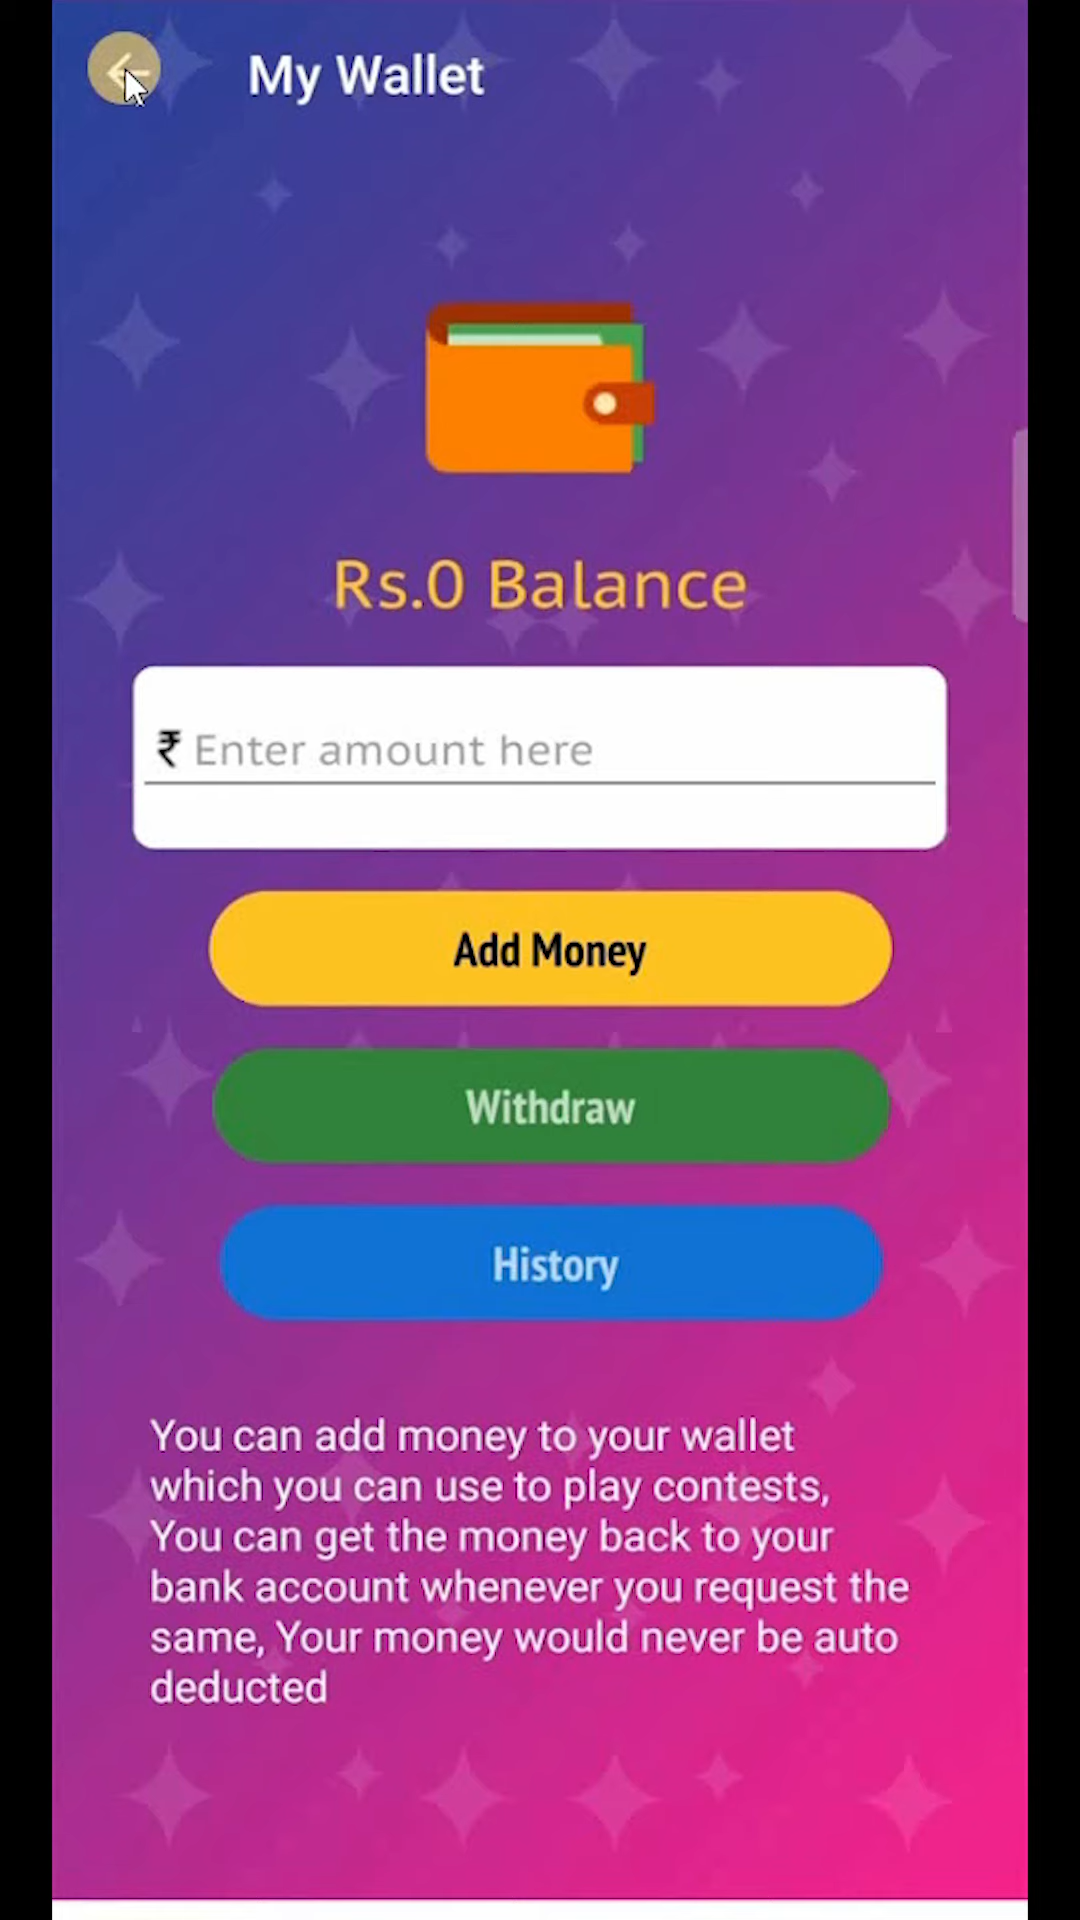 My Wallet
Rs.0 Balance
₹ Enter amount here
Add Money
Withdraw
History
You can add money to your wallet
which you can use to play contests,
You can get the money back to your
bank account whenever you request the
same, Your money would never be auto
deducted